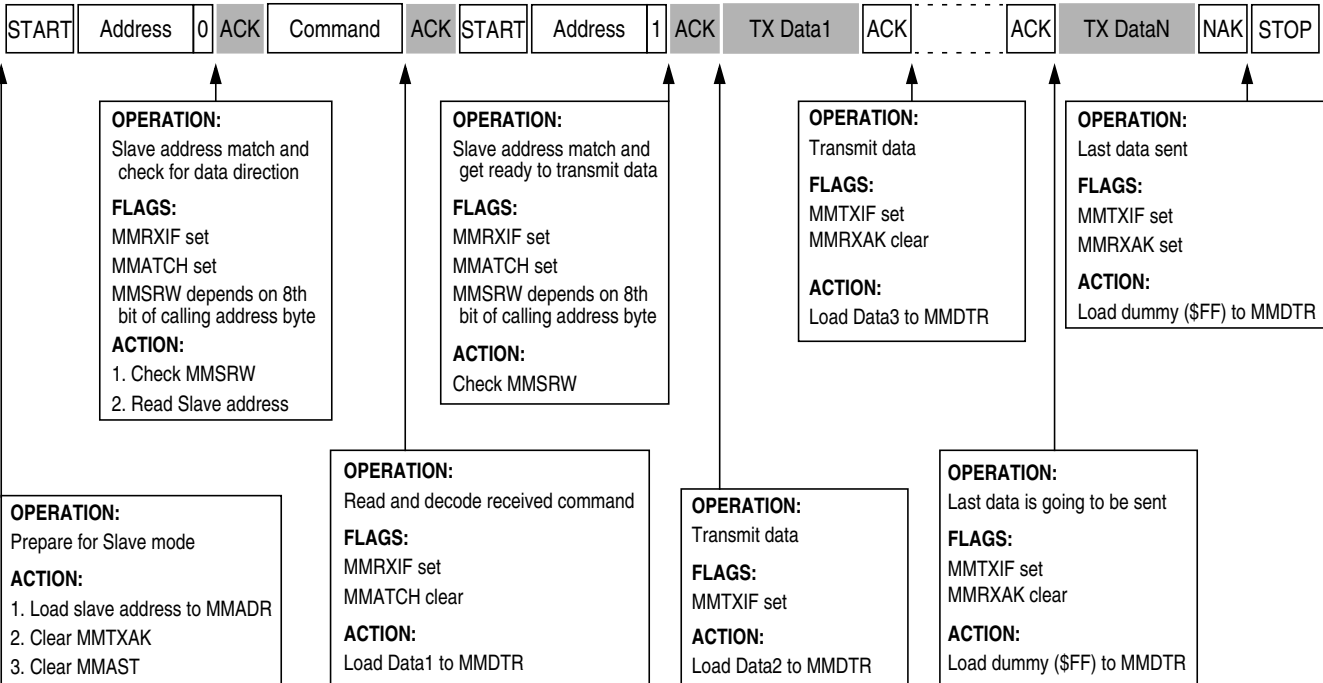 START Address 0 ACK Command ACK START Address 1 ACK TX Data1 ACK ACK TX DataN NAK STOP
OPERATION:
Slave address match and
check for data direction
FLAGS:
MMRXIF set
MMATCH set
MMSRW depends on 8th
bit of calling address byte
ACTION:
1. Check MMSRW
2. Read Slave address
OPERATION:
Slave address match and
get ready to transmit data
FLAGS:
MMRXIF set
MMATCH set
MMSRW depends on 8th
bit of calling address byte
ACTION:
Check MMSRW
OPERATION:
Transmit data
FLAGS:
MMTXIF set
MMRXAK clear
ACTION:
Load Data3 to MMDTR
OPERATION:
Last data sent
FLAGS:
MMTXIF set
MMRXAK set
ACTION:
Load dummy ($FF) to MMDTR
OPERATION:
Prepare for Slave mode
ACTION:
1. Load slave address to MMADR
2. Clear MMTXAK
3. Clear MMAST
OPERATION:
Read and decode received command
FLAGS:
MMRXIF set
MMATCH clear
ACTION:
Load Data1 to MMDTR
OPERATION:
Transmit data
FLAGS:
MMTXIF set
ACTION:
Load Data2 to MMDTR
OPERATION:
Last data is going to be sent
FLAGS:
MMTXIF set
MMRXAK clear
ACTION:
Load dummy ($FF) to MMDTR